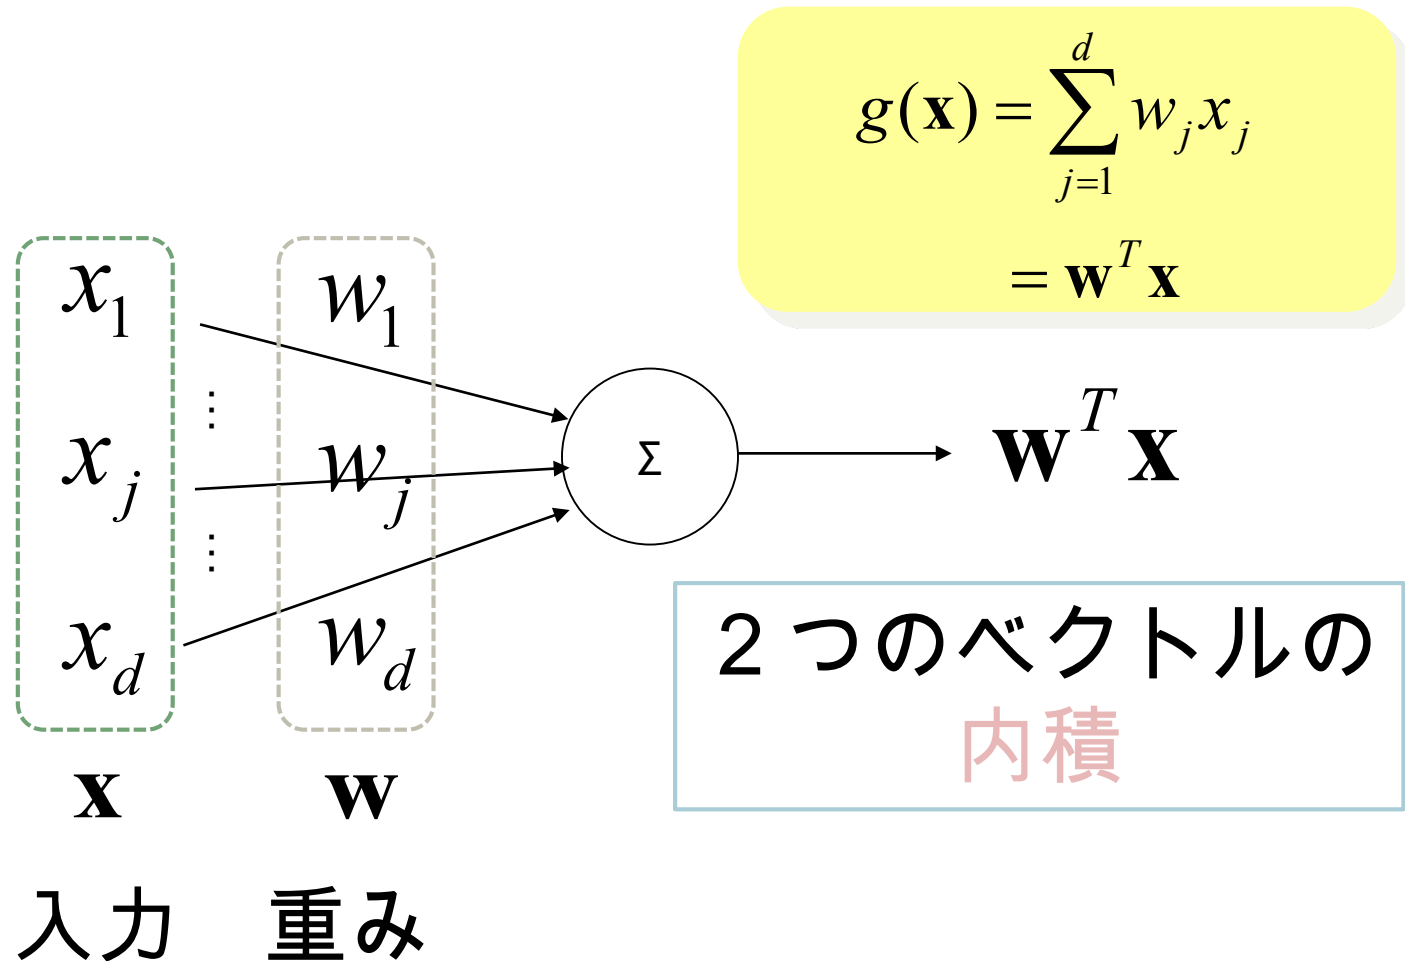 g(x) = \sum_{j=1}^{d} w_j x_j
= w^T x
x_1 w_1
⋮
x_j w_j
Σ
w^T x
⋮
x_d w_d
x w
入力 重み
2つのベクトルの
内積